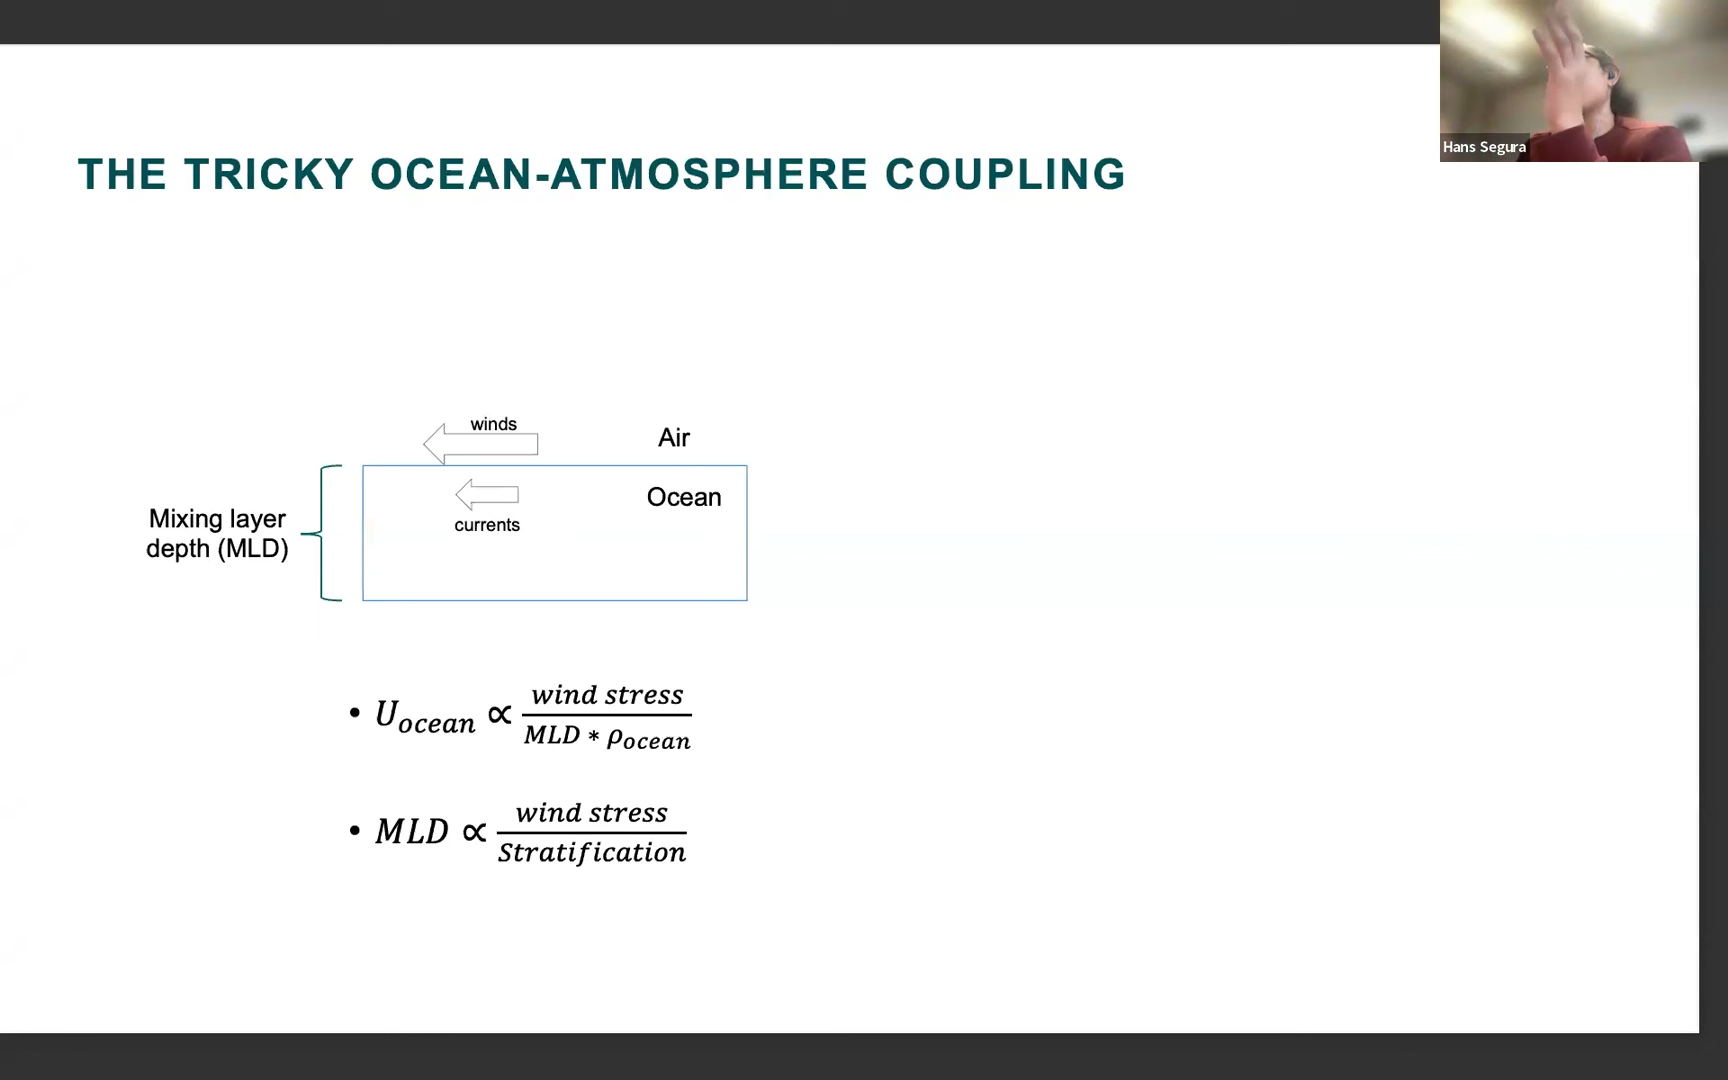 Hans Segura
THE TRICKY OCEAN-ATMOSPHERE COUPLING
winds
Air
Ocean
currents
Mixing layer
depth (MLD)
• U_ocean ∝ wind stress / MLD * ρ_ocean
• MLD ∝ wind stress / Stratification